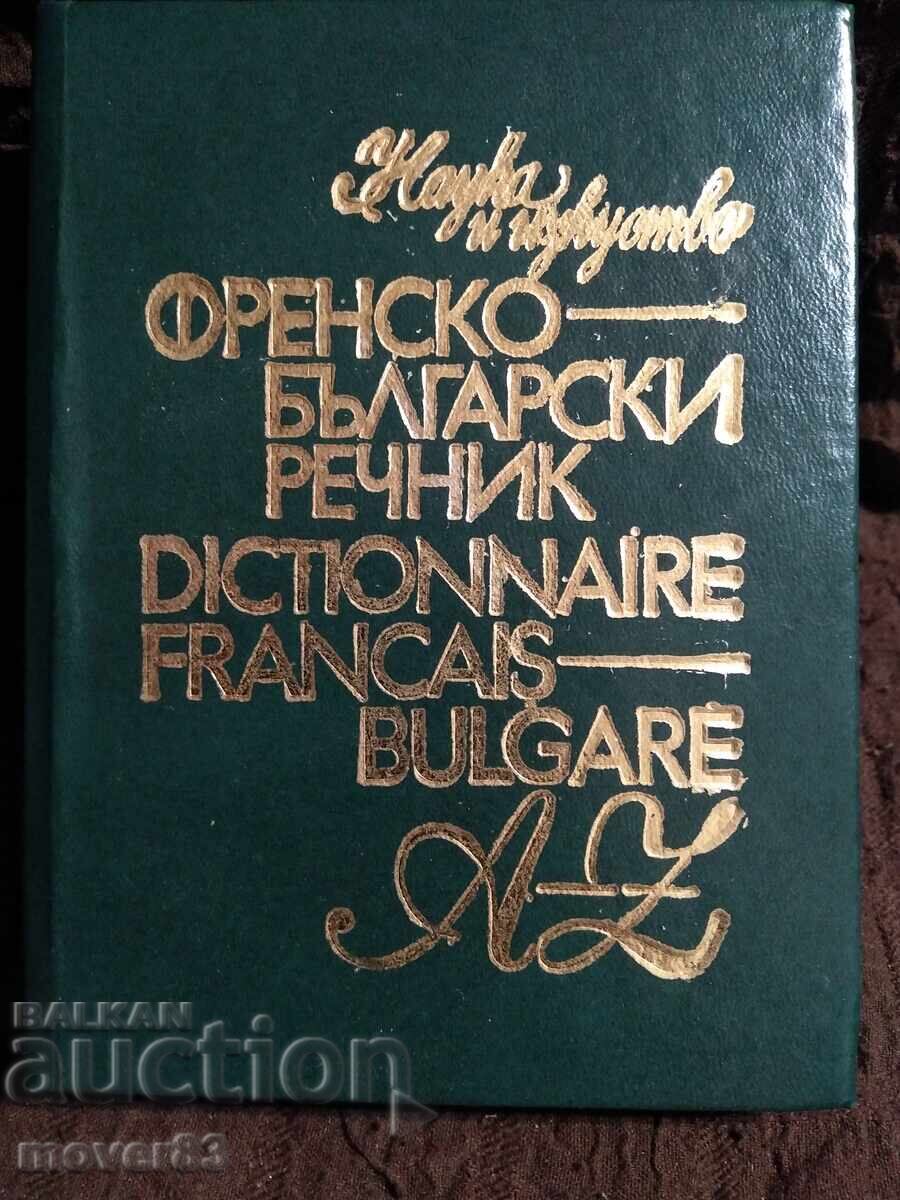 Наука
и изкуство
ФРЕНСКО—
БЪЛГАРСКИ
РЕЧНИК
DICTIONNAIRE
FRANCAIS—
BULGARE
A–Z
BALKAN
auction
mover83